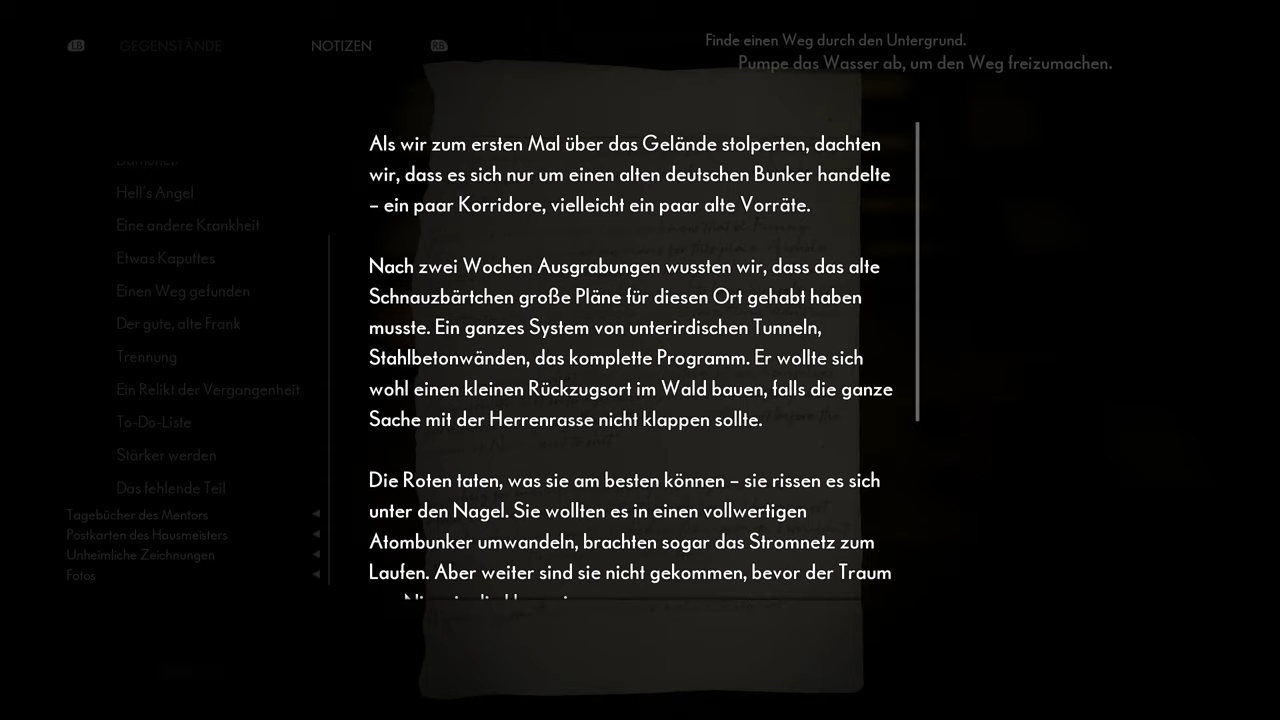 LB
GEGENSTÄNDE
NOTIZEN
RB
Finde einen Weg durch den Untergrund.
Pumpe das Wasser ab, um den Weg freizumachen.
Hell's Angel
Eine andere Krankheit
Etwas Kaputtes
Einen Weg gefunden
Der gute, alte Frank
Trennung
Ein Relikt der Vergangenheit
To-Do-Liste
Stärker werden
Das fehlende Teil
Tagebücher des Mentors
Postkarten des Hausmeisters
Unheimliche Zeichnungen
Fotos
Als wir zum ersten Mal über das Gelände stolperten, dachten
wir, dass es sich nur um einen alten deutschen Bunker handelte
– ein paar Korridore, vielleicht ein paar alte Vorräte.
Nach zwei Wochen Ausgrabungen wussten wir, dass das alte
Schnauzbärtchen große Pläne für diesen Ort gehabt haben
musste. Ein ganzes System von unterirdischen Tunneln,
Stahlbetonwänden, das komplette Programm. Er wollte sich
wohl einen kleinen Rückzugsort im Wald bauen, falls die ganze
Sache mit der Herrenrasse nicht klappen sollte.
Die Roten taten, was sie am besten können – sie rissen es sich
unter den Nagel. Sie wollten es in einen vollwertigen
Atombunker umwandeln, brachten sogar das Stromnetz zum
Laufen. Aber weiter sind sie nicht gekommen, bevor der Traum